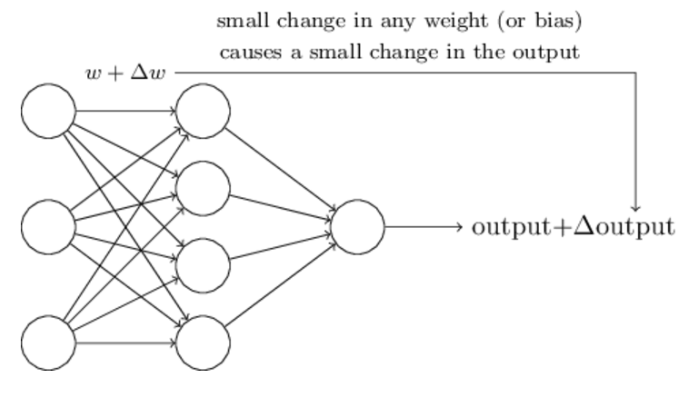 small change in any weight (or bias)
causes a small change in the output
w + Δw
output+Δoutput